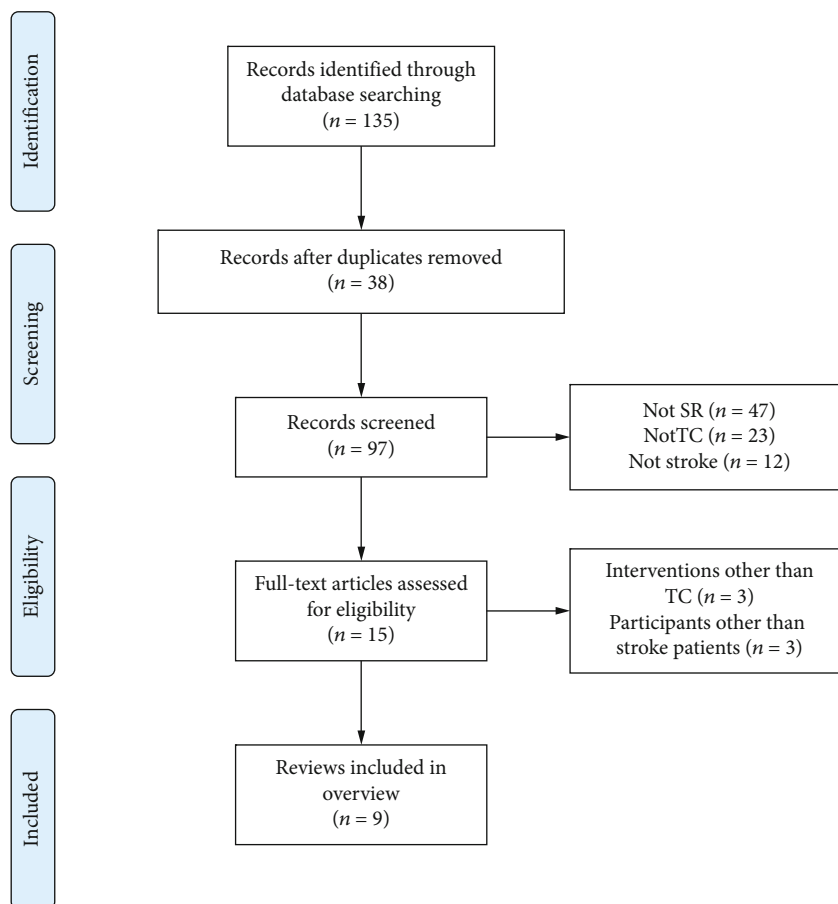 Identification
Records identified through
database searching
(n = 135)
Records after duplicates removed
(n = 38)
Screening
Records screened
(n = 97)
Not SR (n = 47)
NotTC (n = 23)
Not stroke (n = 12)
Eligibility
Full-text articles assessed
for eligibility
(n = 15)
Interventions other than
TC (n = 3)
Participants other than
stroke patients (n = 3)
Included
Reviews included in
overview
(n = 9)